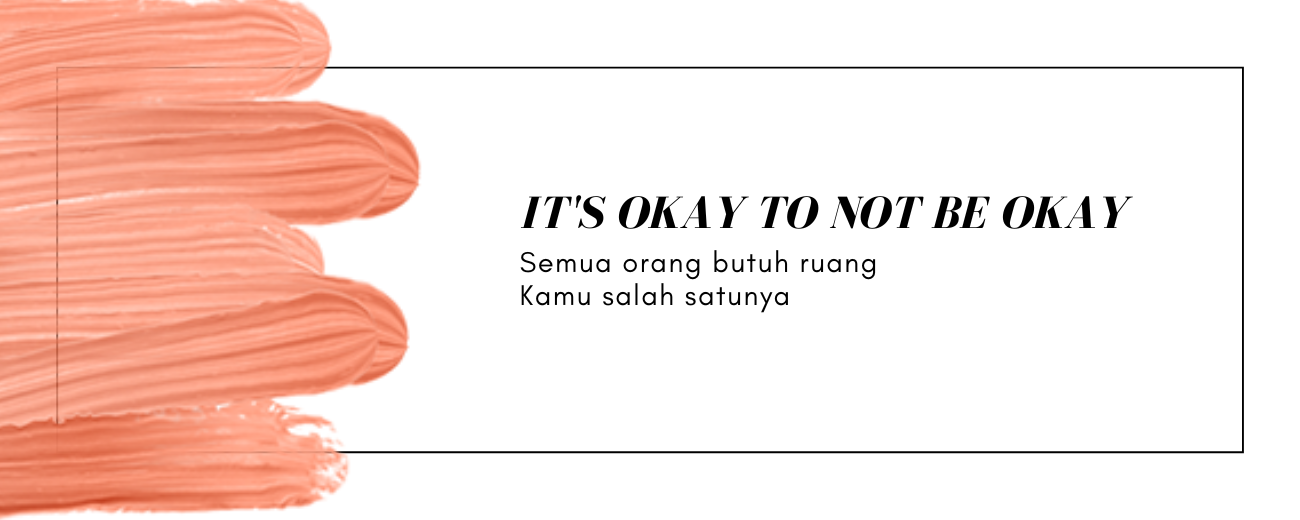 IT'S OKAY TO NOT BE OKAY
Semua orang butuh ruang
Kamu salah satunya